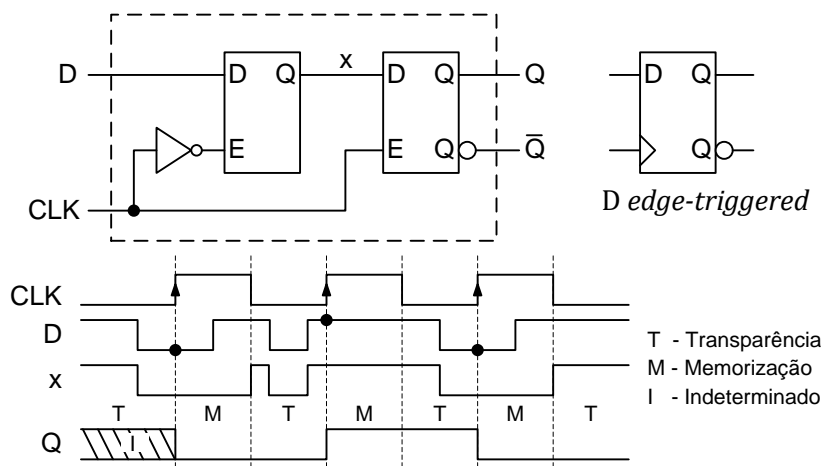 D
D Q
x
D Q
Q
D Q
E
E Q
Q̅
Q
CLK
D edge-triggered
CLK
D
x
T - Transparência
M - Memorização
I - Indeterminado
T M T M T M T
Q
I